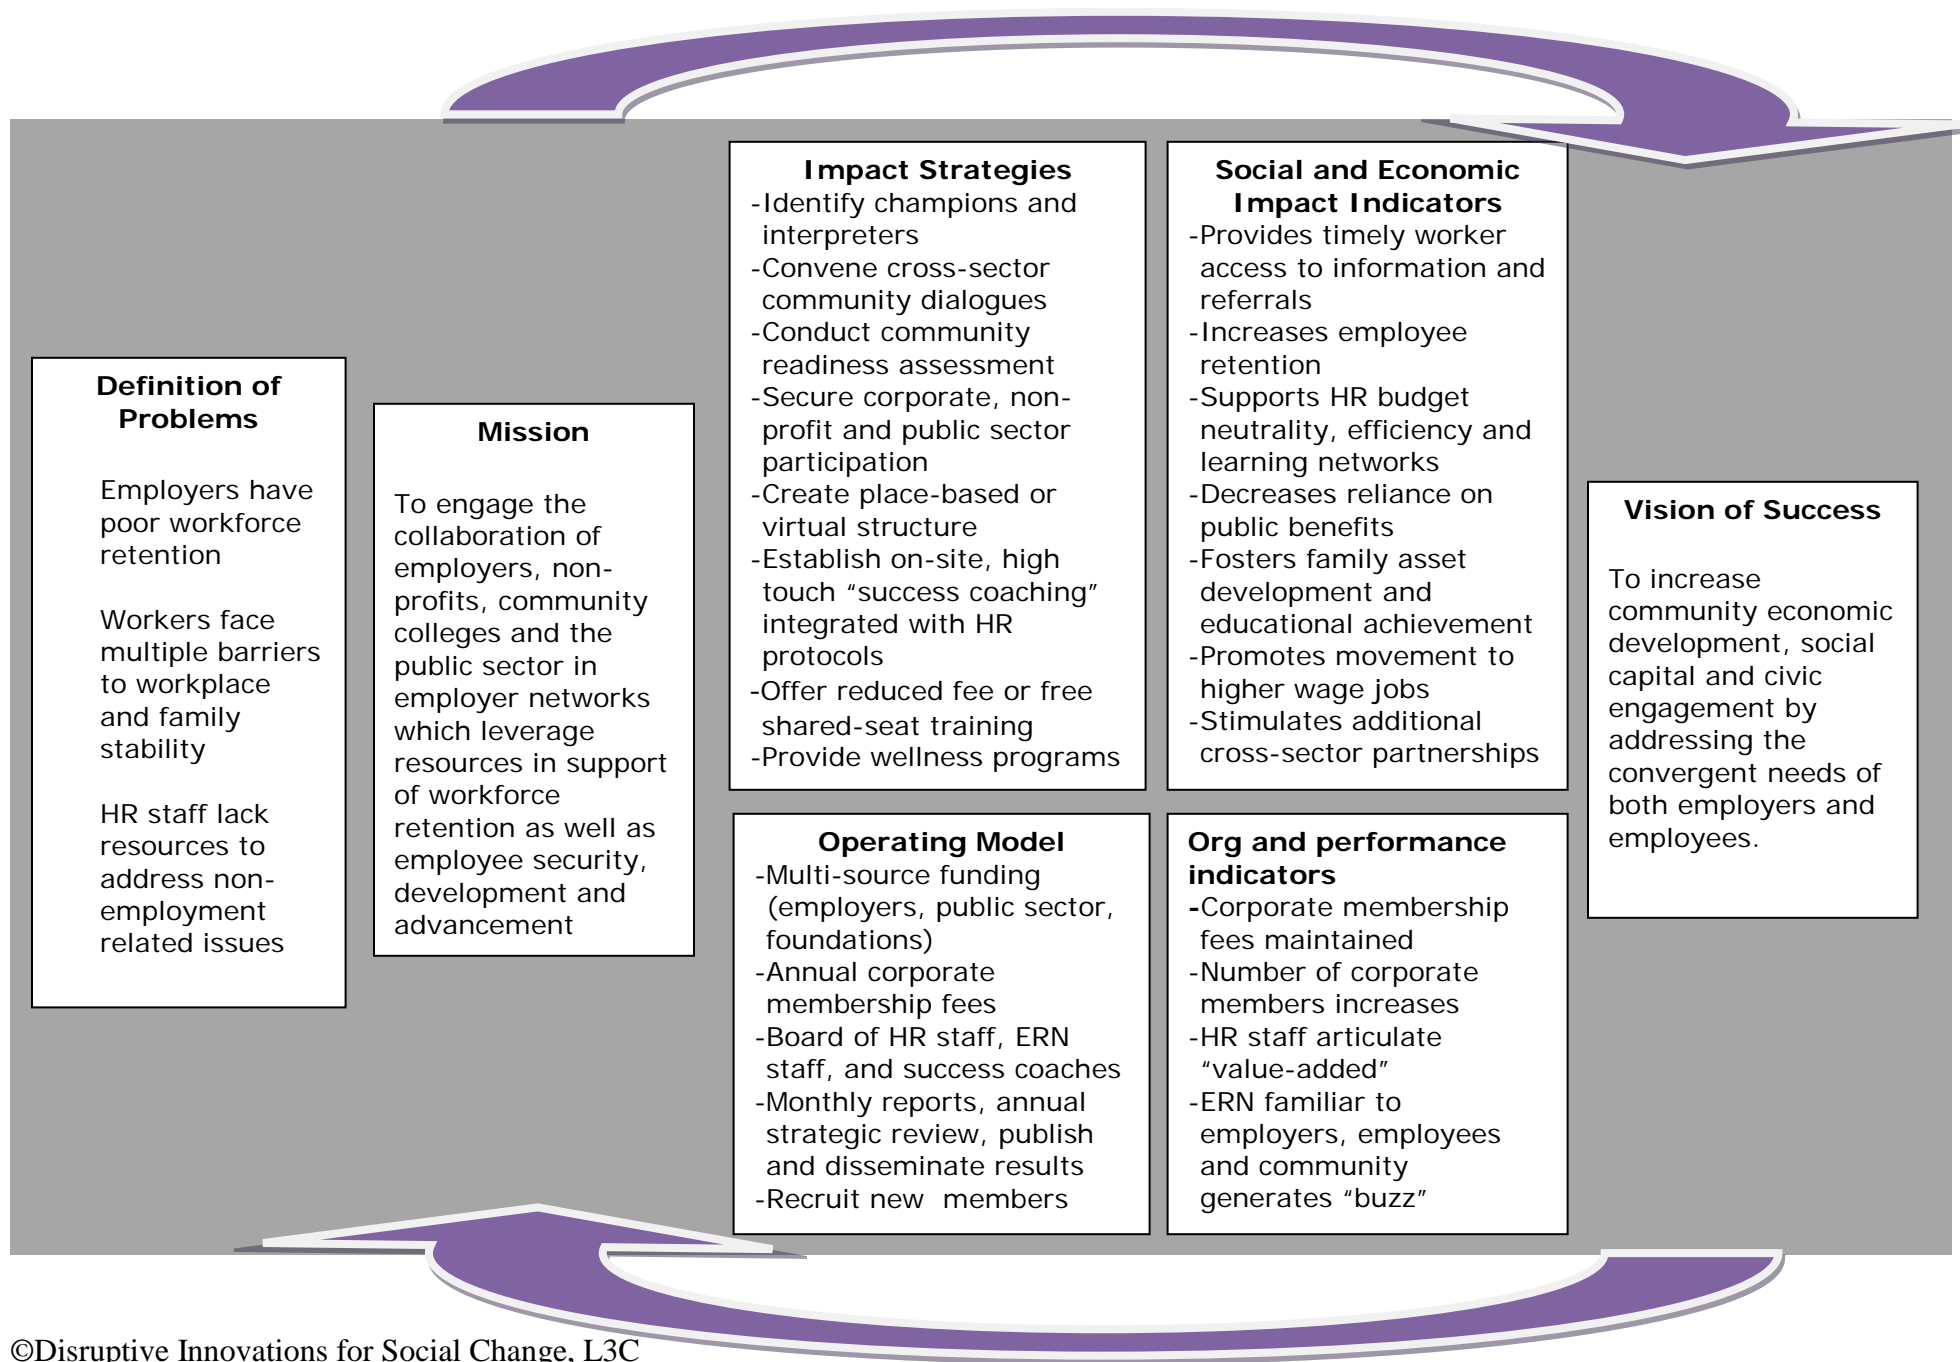 Definition of
Problems
Employers have
poor workforce
retention
Workers face
multiple barriers
to workplace
and family
stability
HR staff lack
resources to
address non-
employment
related issues
Mission
To engage the
collaboration of
employers, non-
profits, community
colleges and the
public sector in
employer networks
which leverage
resources in support
of workforce
retention as well as
employee security,
development and
advancement
Impact Strategies
-Identify champions and
interpreters
-Convene cross-sector
community dialogues
-Conduct community
readiness assessment
-Secure corporate, non-
profit and public sector
participation
-Create place-based or
virtual structure
-Establish on-site, high
touch “success coaching”
integrated with HR
protocols
-Offer reduced fee or free
shared-seat training
-Provide wellness programs
Operating Model
-Multi-source funding
(employers, public sector,
foundations)
-Annual corporate
membership fees
-Board of HR staff, ERN
staff, and success coaches
-Monthly reports, annual
strategic review, publish
and disseminate results
-Recruit new  members
Social and Economic
Impact Indicators
-Provides timely worker
access to information and
referrals
-Increases employee
retention
-Supports HR budget
neutrality, efficiency and
learning networks
-Decreases reliance on
public benefits
-Fosters family asset
development and
educational achievement
-Promotes movement to
higher wage jobs
-Stimulates additional
cross-sector partnerships
Org and performance
indicators
-Corporate membership
fees maintained
-Number of corporate
members increases
-HR staff articulate
“value-added”
-ERN familiar to
employers, employees
and community
generates “buzz”
Vision of Success
To increase
community economic
development, social
capital and civic
engagement by
addressing the
convergent needs of
both employers and
employees.
©Disruptive Innovations for Social Change, L3C